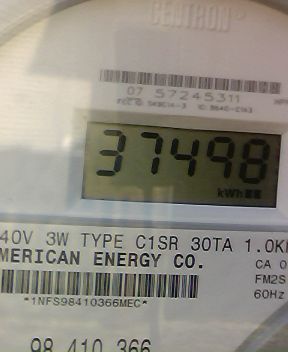 CENTRON
07 57245311
37498
kWh
40V 3W TYPE C1SR 30TA 1.0K
MERICAN ENERGY CO.
CA 0
FM2S
60Hz
*1NFS98410366MEC*
98 410 366